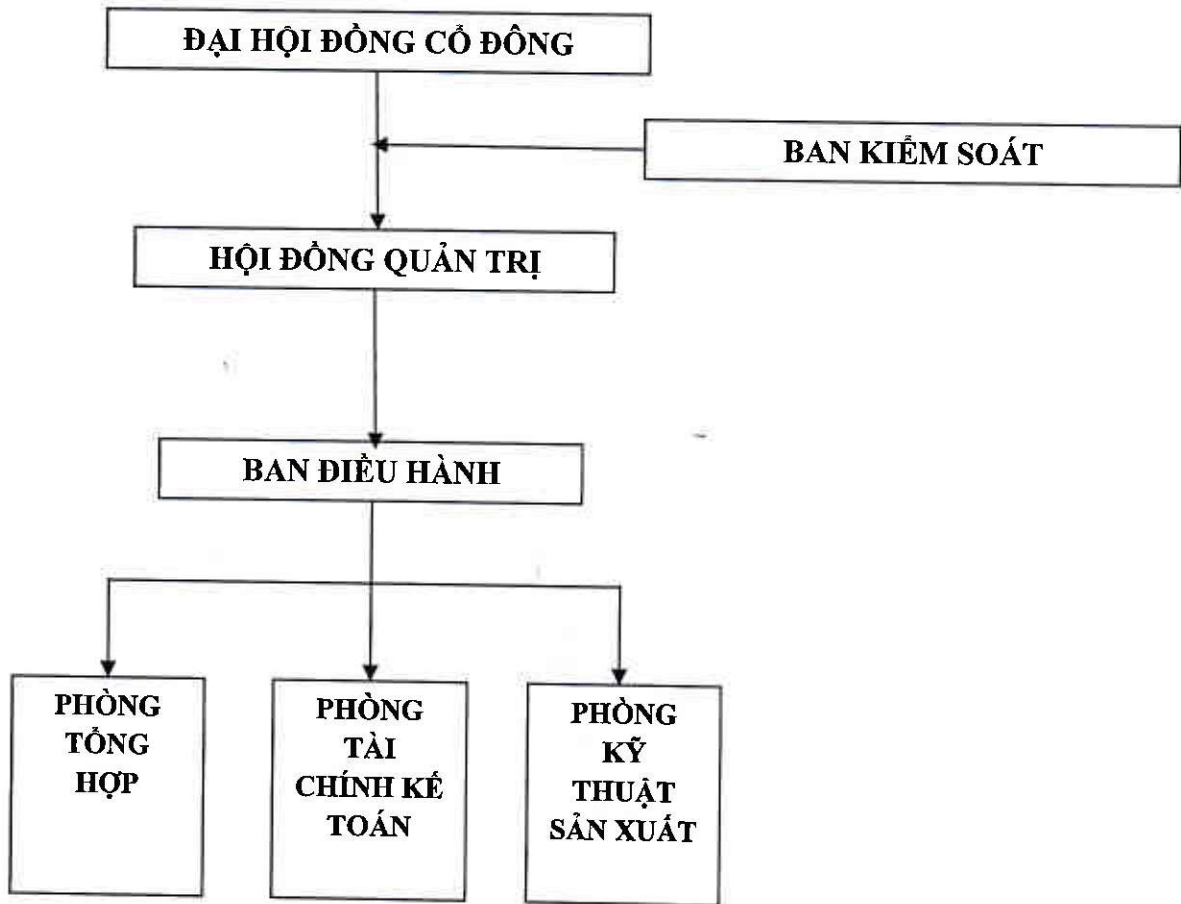 ĐẠI HỘI ĐỒNG CỔ ĐÔNG
BAN KIỂM SOÁT
HỘI ĐỒNG QUẢN TRỊ
BAN ĐIỀU HÀNH
PHÒNG
TỔNG
HỢP
PHÒNG
TÀI
CHÍNH KẾ
TOÁN
PHÒNG
KỸ
THUẬT
SẢN XUẤT